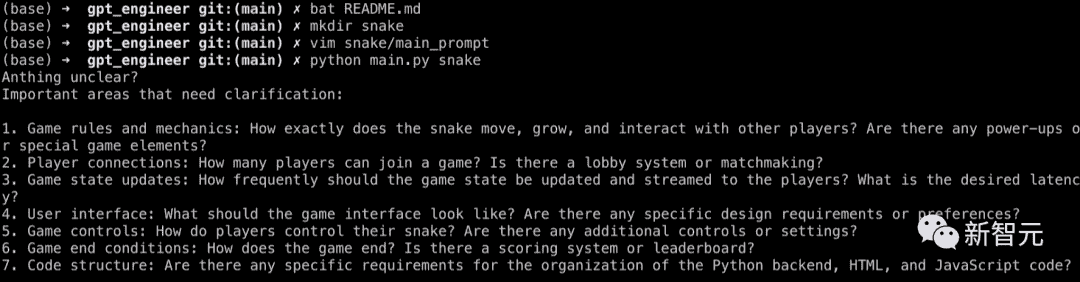 (base) ➜  gpt_engineer git:(main) ✗ bat README.md
(base) ➜  gpt_engineer git:(main) ✗ mkdir snake
(base) ➜  gpt_engineer git:(main) ✗ vim snake/main_prompt
(base) ➜  gpt_engineer git:(main) ✗ python main.py snake
Anthing unclear?
Important areas that need clarification:
1. Game rules and mechanics: How exactly does the snake move, grow, and interact with other players? Are there any power-ups o
r special game elements?
2. Player connections: How many players can join a game? Is there a lobby system or matchmaking?
3. Game state updates: How frequently should the game state be updated and streamed to the players? What is the desired latenc
y?
4. User interface: What should the game interface look like? Are there any specific design requirements or preferences?
5. Game controls: How do players control their snake? Are there any additional controls or settings?
6. Game end conditions: How does the game end? Is there a scoring system or leaderboard?
7. Code structure: Are there any specific requirements for the organization of the Python backend, HTML, and JavaScript code?
新智元